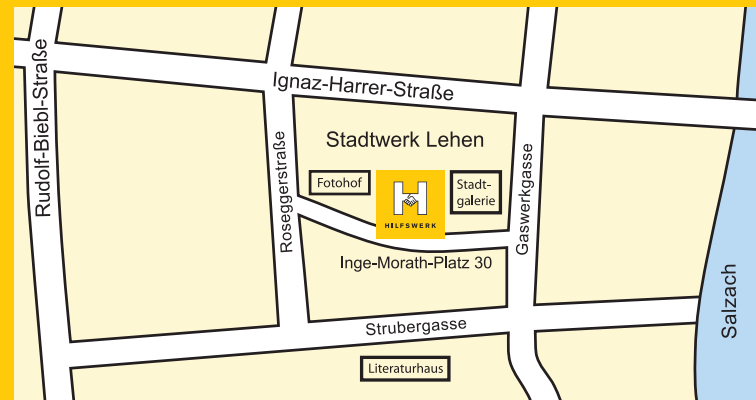 Rudolf-Biebl-Straße
Ignaz-Harrer-Straße
Stadtwerk Lehen
Roseggerstraße
Fotohof
H
HILFSWERK
Stadt-
galerie
Gaswerkgasse
Inge-Morath-Platz 30
Salzach
Strubergasse
Literaturhaus